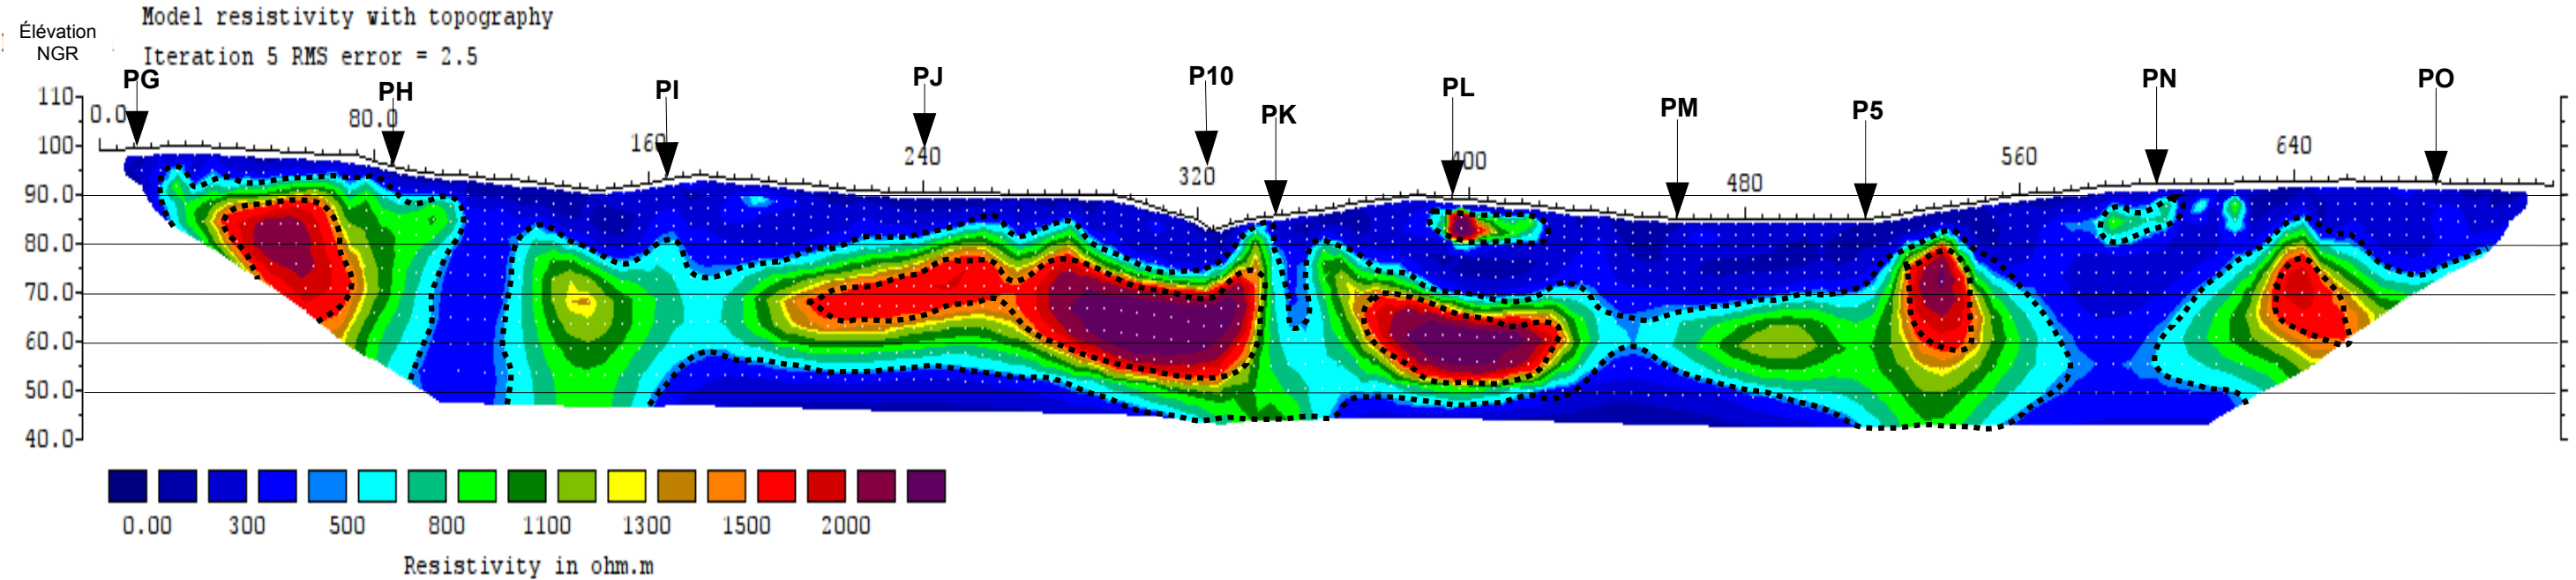 Model resistivity with topography
Élévation
NGR
Iteration 5 RMS error = 2.5
PG
PH
PI
PJ
P10
PK
PL
PM
P5
PN
PO
110
0.0
80.0
160
240
320
400
480
560
640
100
90.0
80.0
70.0
60.0
50.0
40.0
0.00 300 500 800 1100 1300 1500 2000
Resistivity in ohm.m